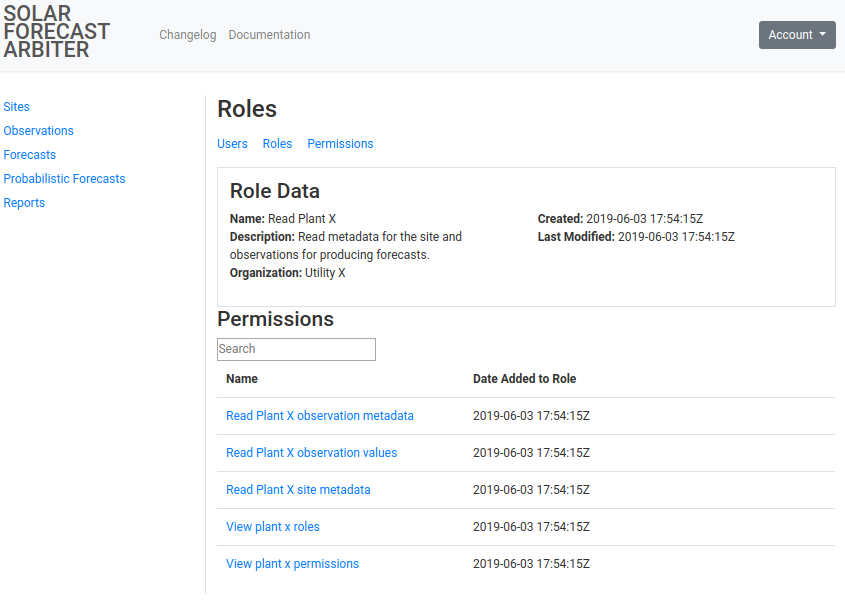 SOLAR
FORECAST
ARBITER
Changelog Documentation
Account
Sites
Observations
Forecasts
Probabilistic Forecasts
Reports
Roles
Users Roles Permissions
Role Data
Name: Read Plant X
Description: Read metadata for the site and
observations for producing forecasts.
Organization: Utility X
Created: 2019-06-03 17:54:15Z
Last Modified: 2019-06-03 17:54:15Z
Permissions
Search
Name Date Added to Role
Read Plant X observation metadata 2019-06-03 17:54:15Z
Read Plant X observation values 2019-06-03 17:54:15Z
Read Plant X site metadata 2019-06-03 17:54:15Z
View plant x roles 2019-06-03 17:54:15Z
View plant x permissions 2019-06-03 17:54:15Z